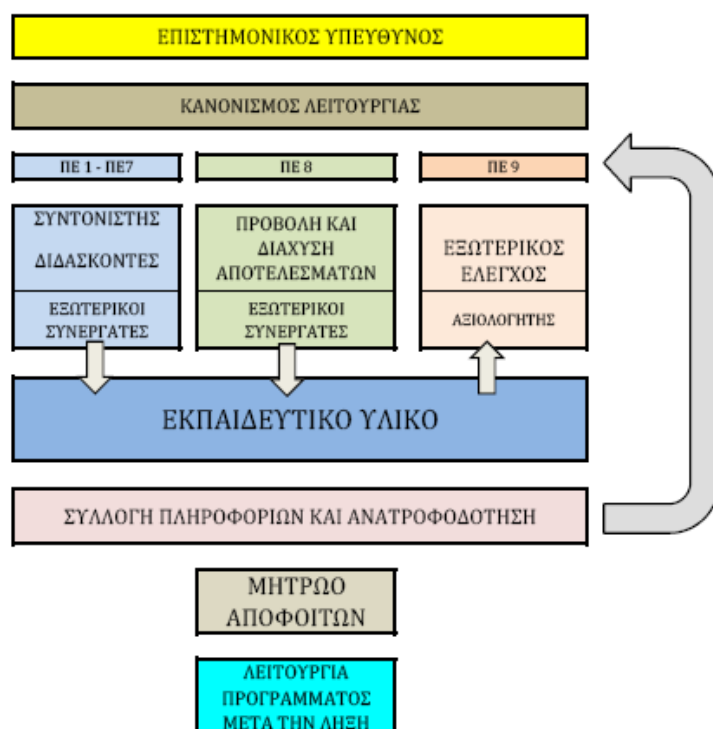 ΕΠΙΣΤΗΜΟΝΙΚΟΣ ΥΠΕΥΘΥΝΟΣ
ΚΑΝΟΝΙΣΜΟΣ ΛΕΙΤΟΥΡΓΙΑΣ
ΠΕ 1 - ΠΕ7
ΠΕ 8
ΠΕ 9
ΣΥΝΤΟΝΙΣΤΗΣ
ΔΙΔΑΣΚΟΝΤΕΣ
ΕΞΩΤΕΡΙΚΟΙ
ΣΥΝΕΡΓΑΤΕΣ
ΠΡΟΒΟΛΗ ΚΑΙ
ΔΙΑΧΥΣΗ
ΑΠΟΤΕΛΕΣΜΑΤΩΝ
ΕΞΩΤΕΡΙΚΟΙ
ΣΥΝΕΡΓΑΤΕΣ
ΕΞΩΤΕΡΙΚΟΣ
ΕΛΕΓΧΟΣ
ΑΞΙΟΛΟΓΗΤΗΣ
ΕΚΠΑΙΔΕΥΤΙΚΟ ΥΛΙΚΟ
ΣΥΛΛΟΓΗ ΠΛΗΡΟΦΟΡΙΩΝ ΚΑΙ ΑΝΑΤΡΟΦΟΔΟΤΗΣΗ
ΜΗΤΡΩΟ
ΑΠΟΦΟΙΤΩΝ
ΛΕΙΤΟΥΡΓΙΑ
ΠΡΟΓΡΑΜΜΑΤΟΣ
ΜΕΤΑ ΤΗΝ ΛΗΞΗ